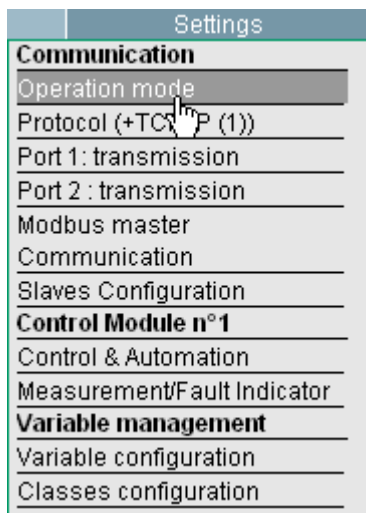 Settings
Communication
Operation mode
Protocol (+TC P (1))
Port 1: transmission
Port 2 : transmission
Modbus master
Communication
Slaves Configuration
Control Module n°1
Control & Automation
Measurement/Fault Indicator
Variable management
Variable configuration
Classes configuration